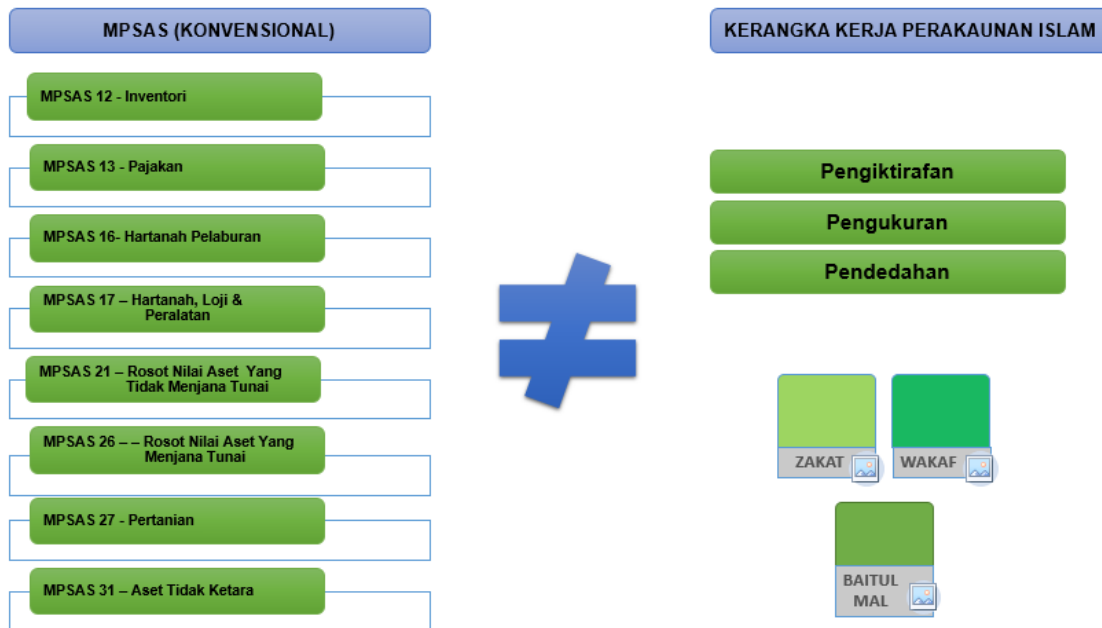 MPSAS (KONVENSIONAL)
MPSAS 12 - Inventori
MPSAS 13 - Pajakan
MPSAS 16- Hartanah Pelaburan
MPSAS 17 – Hartanah, Loji &
Peralatan
MPSAS 21 – Rosot Nilai Aset Yang
Tidak Menjana Tunai
MPSAS 26 – – Rosot Nilai Aset Yang
Menjana Tunai
MPSAS 27 - Pertanian
MPSAS 31 – Aset Tidak Ketara
≠
KERANGKA KERJA PERAKAUNAN ISLAM
Pengiktirafan
Pengukuran
Pendedahan
ZAKAT
WAKAF
BAITUL
MAL